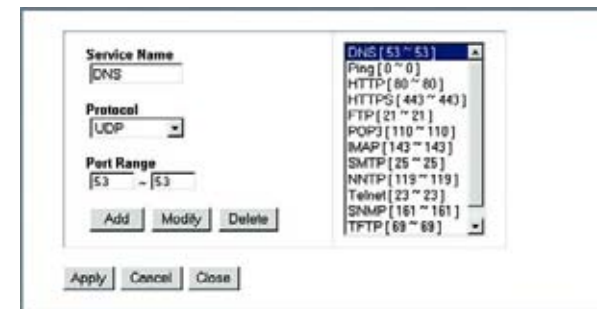 Service Name
DNS
Protocol
UDP
Port Range
53 ~ 53
Add Modify Delete
DNS [53 ~ 53]
Ping [0 ~ 0]
HTTP [80 ~ 80]
HTTPS [443 ~ 443]
FTP [21 ~ 21]
POP3 [110 ~ 110]
IMAP [143 ~ 143]
SMTP [25 ~ 25]
NNTP [119 ~ 119]
Telnet [23 ~ 23]
SNMP [161 ~ 161]
TFTP [69 ~ 69]
Apply Cancel Close